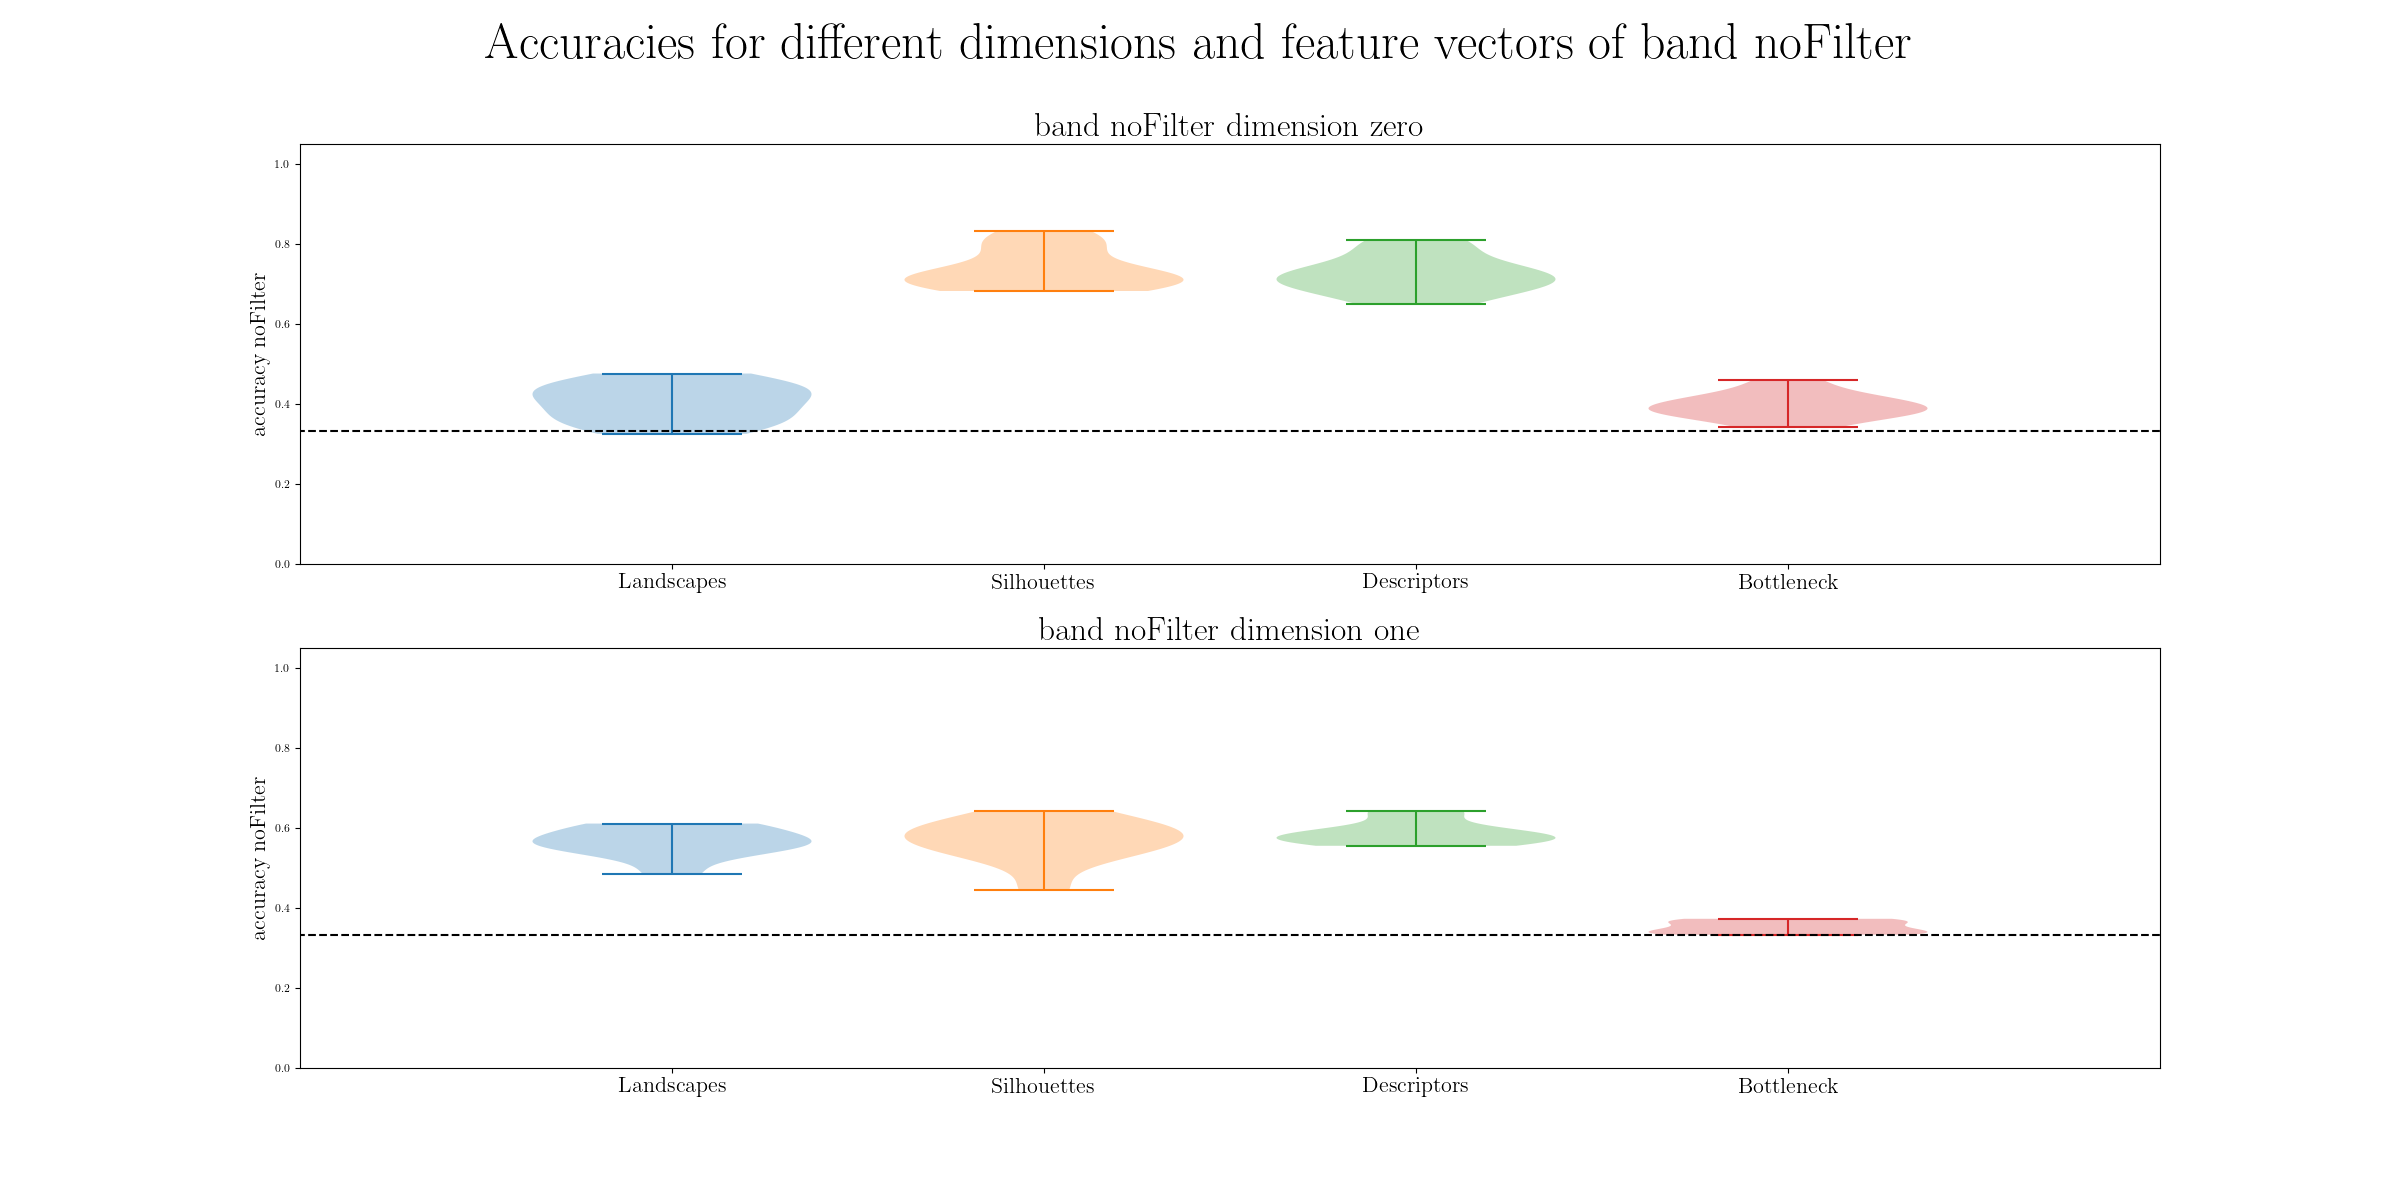 Accuracies for different dimensions and feature vectors of band noFilter
band noFilter dimension zero
accuracy noFilter
1.0
0.8
0.6
0.4
0.2
0.0
Landscapes Silhouettes Descriptors Bottleneck
band noFilter dimension one
accuracy noFilter
1.0
0.8
0.6
0.4
0.2
0.0
Landscapes Silhouettes Descriptors Bottleneck